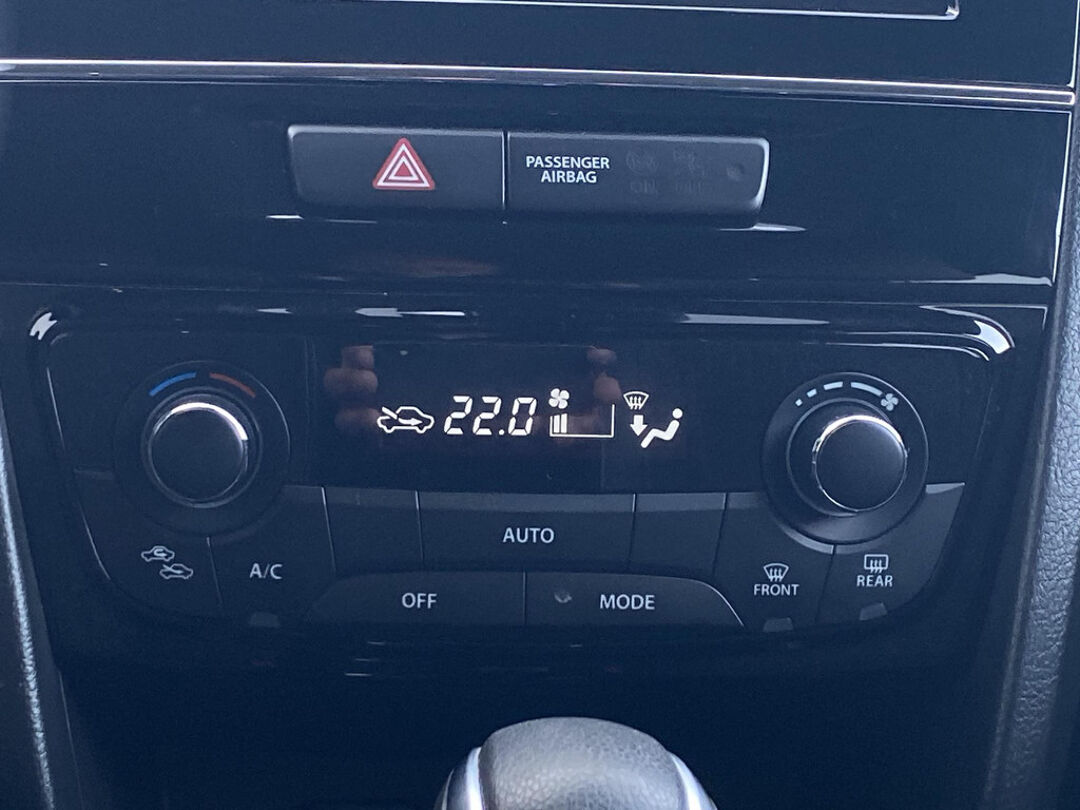 PASSENGER
AIRBAG
22.0
AUTO
A/C
OFF
MODE
FRONT
REAR